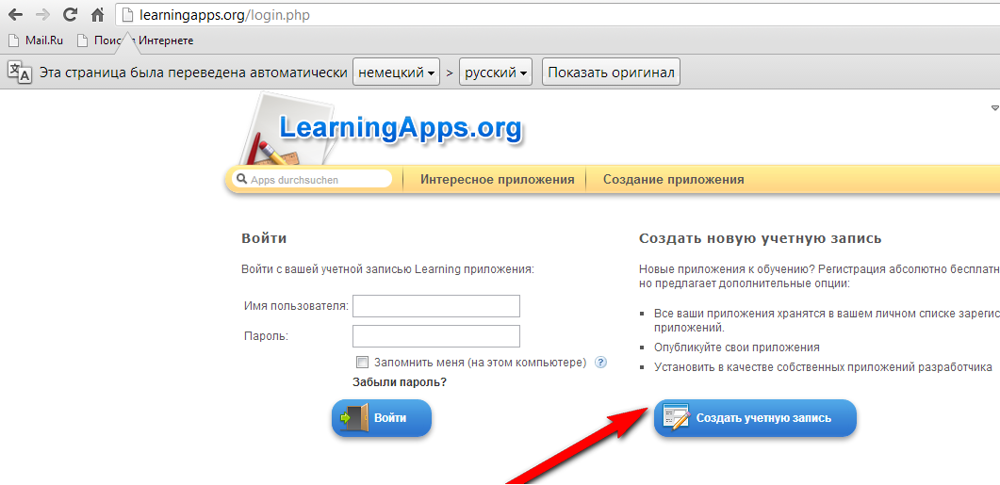 learningapps.org/login.php
Mail.Ru
Поис Интернете
Эта страница была переведена автоматически немецкий > русский Показать оригинал
LearningApps.org
Apps durchsuchen
Интересное приложения
Создание приложения
Войти
Войти с вашей учетной записью Learning приложения:
Имя пользователя:
Пароль:
Запомнить меня (на этом компьютере) ?
Забыли пароль?
Войти
Создать новую учетную запись
Новые приложения к обучению? Регистрация абсолютно бесплатн
но предлагает дополнительные опции:
Все ваши приложения хранятся в вашем личном списке зарегис
приложений.
Опубликуйте свои приложения
Установить в качестве собственных приложений разработчика
Создать учетную запись